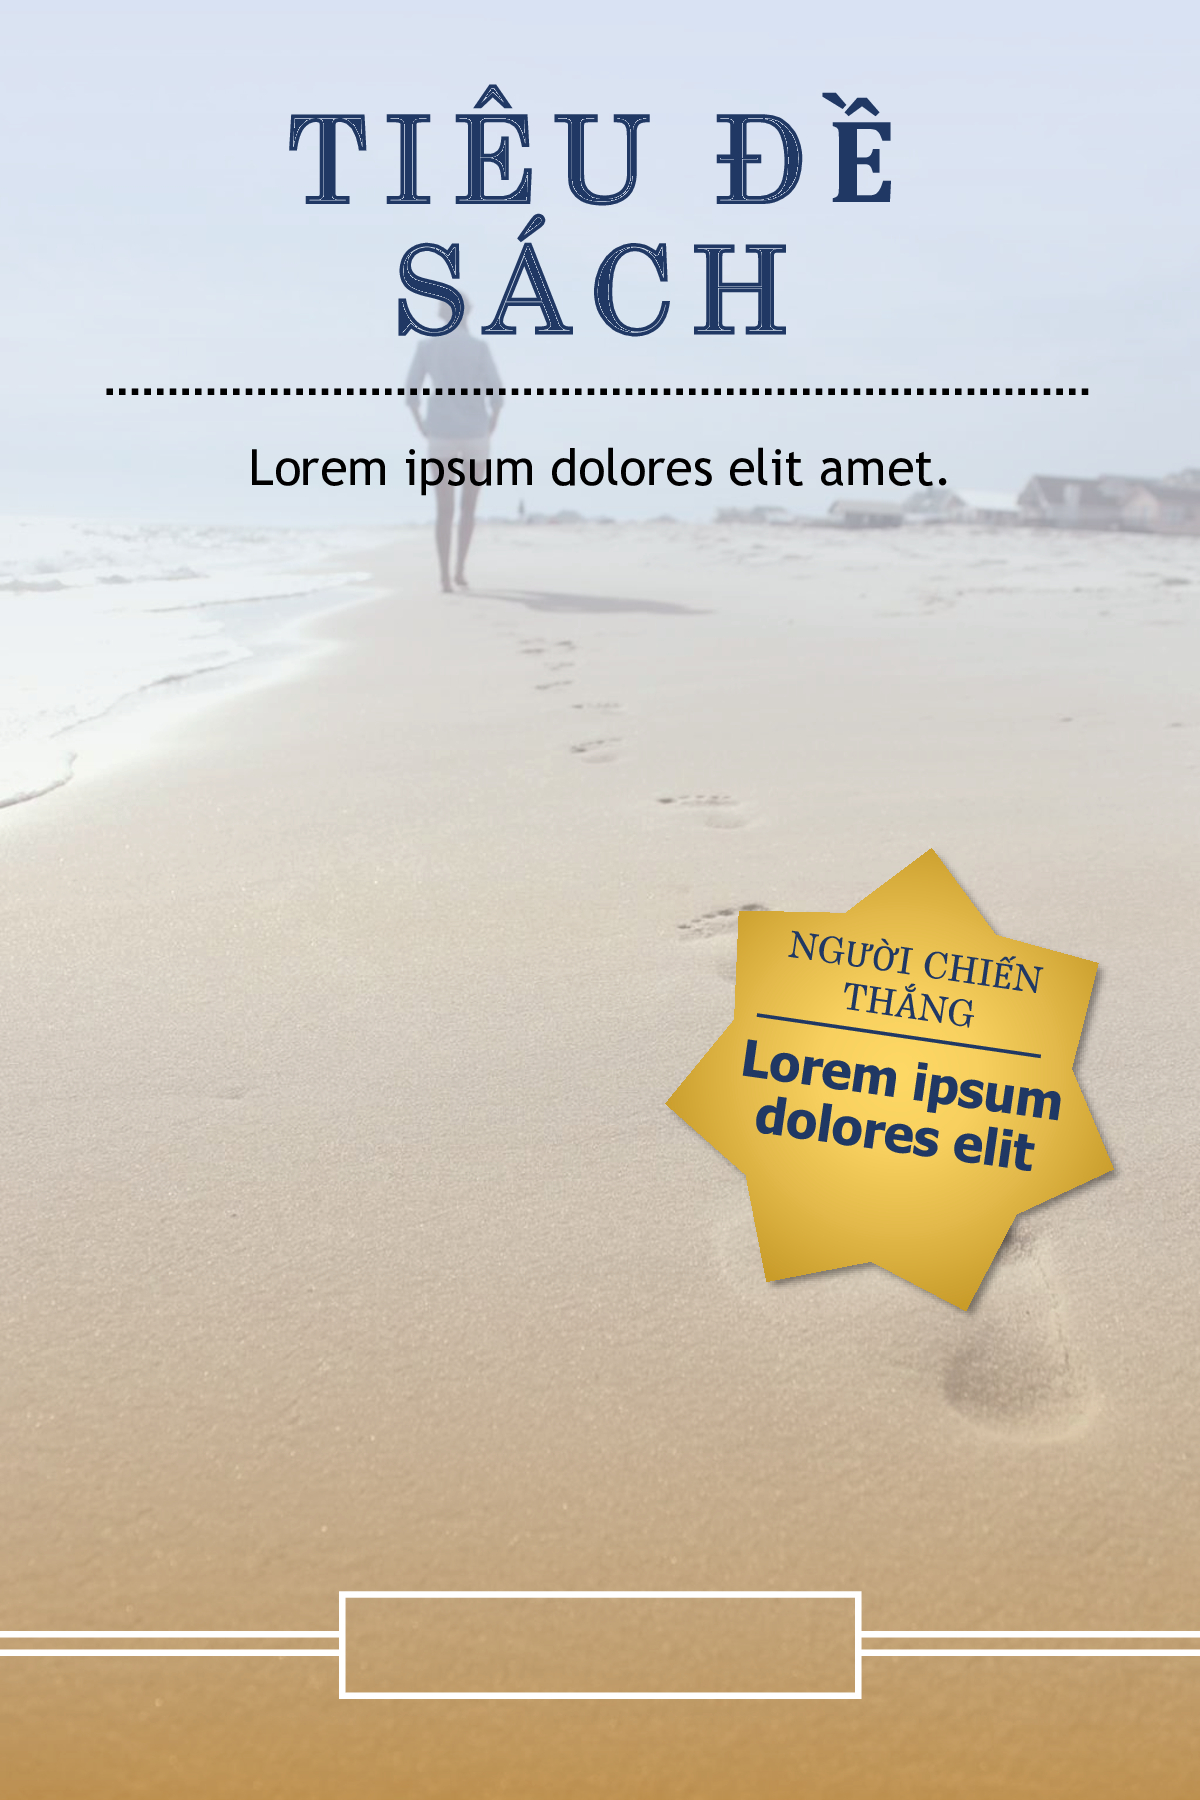 TIÊU ĐỀ
SÁCH
Lorem ipsum dolores elit amet.
NGƯỜI CHIẾN
THẮNG
Lorem ipsum
dolores elit